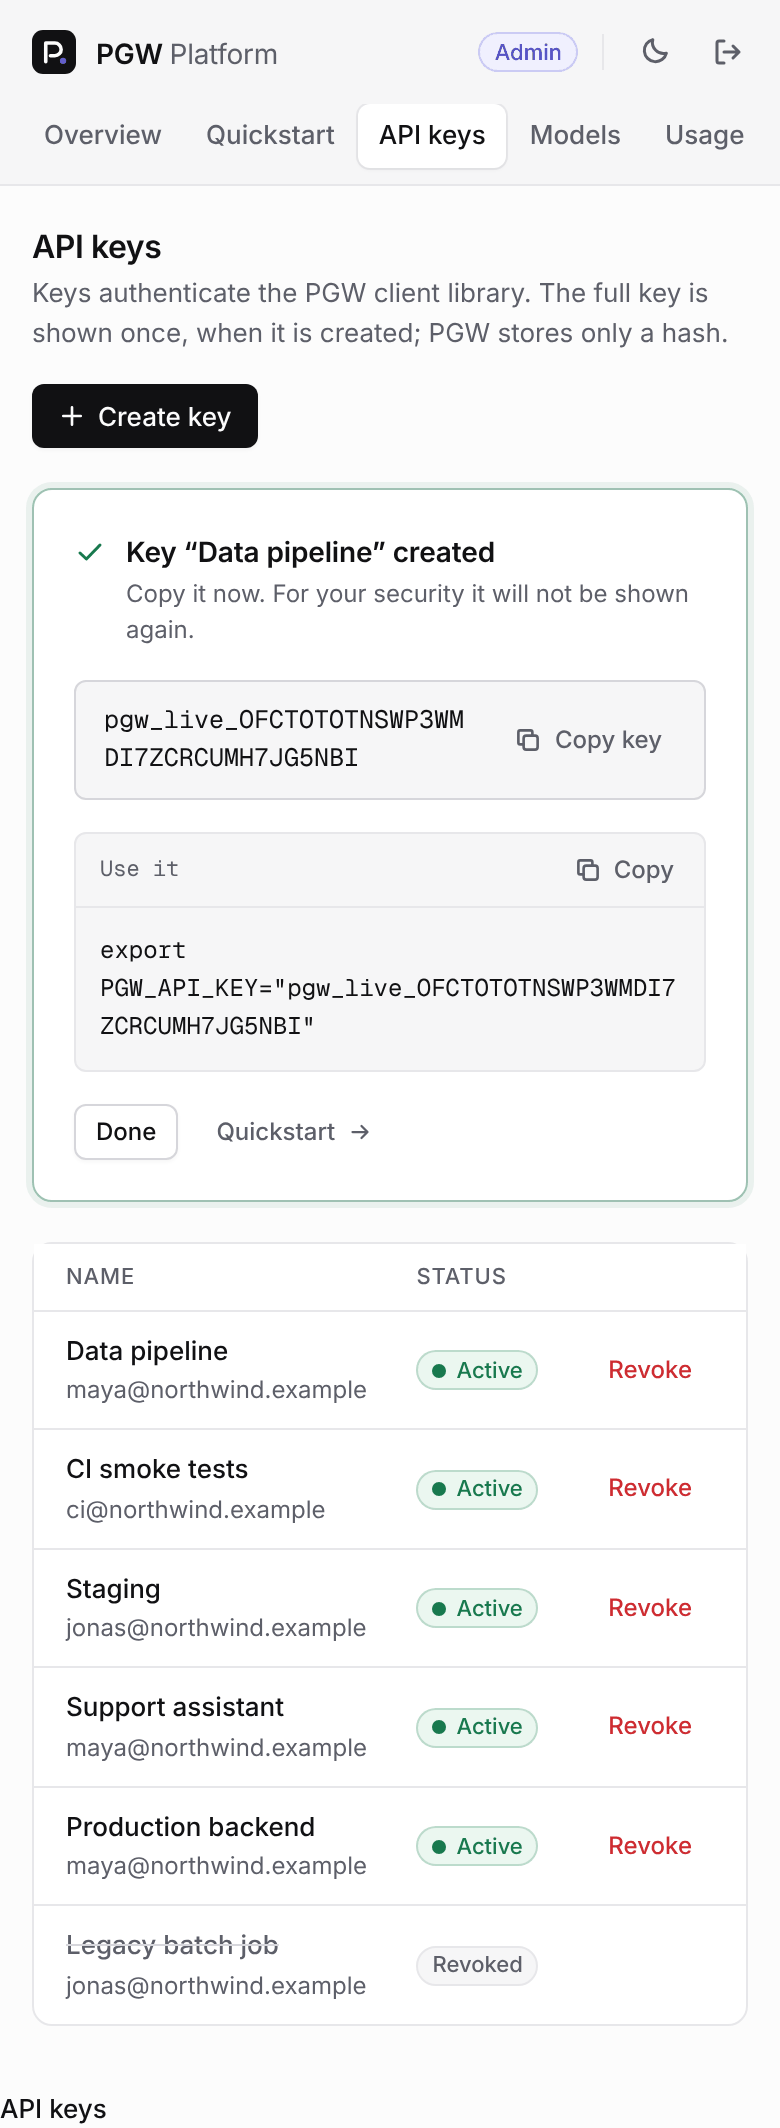 P. PGW Platform Admin
Overview Quickstart API keys Models Usage
API keys
Keys authenticate the PGW client library. The full key is
shown once, when it is created; PGW stores only a hash.
+ Create key
Key “Data pipeline” created
Copy it now. For your security it will not be shown
again.
pgw_live_OFCTOTOTNSWP3WM
DI7ZCRCUMH7JG5NBI
Copy key
Use it Copy
export
PGW_API_KEY="pgw_live_OFCTOTOTNSWP3WMDI7
ZCRCUMH7JG5NBI"
Done Quickstart →
NAME STATUS
Data pipeline
maya@northwind.example
Active Revoke
CI smoke tests
ci@northwind.example
Active Revoke
Staging
jonas@northwind.example
Active Revoke
Support assistant
maya@northwind.example
Active Revoke
Production backend
maya@northwind.example
Active Revoke
Legacy batch job
jonas@northwind.example
Revoked
API keys